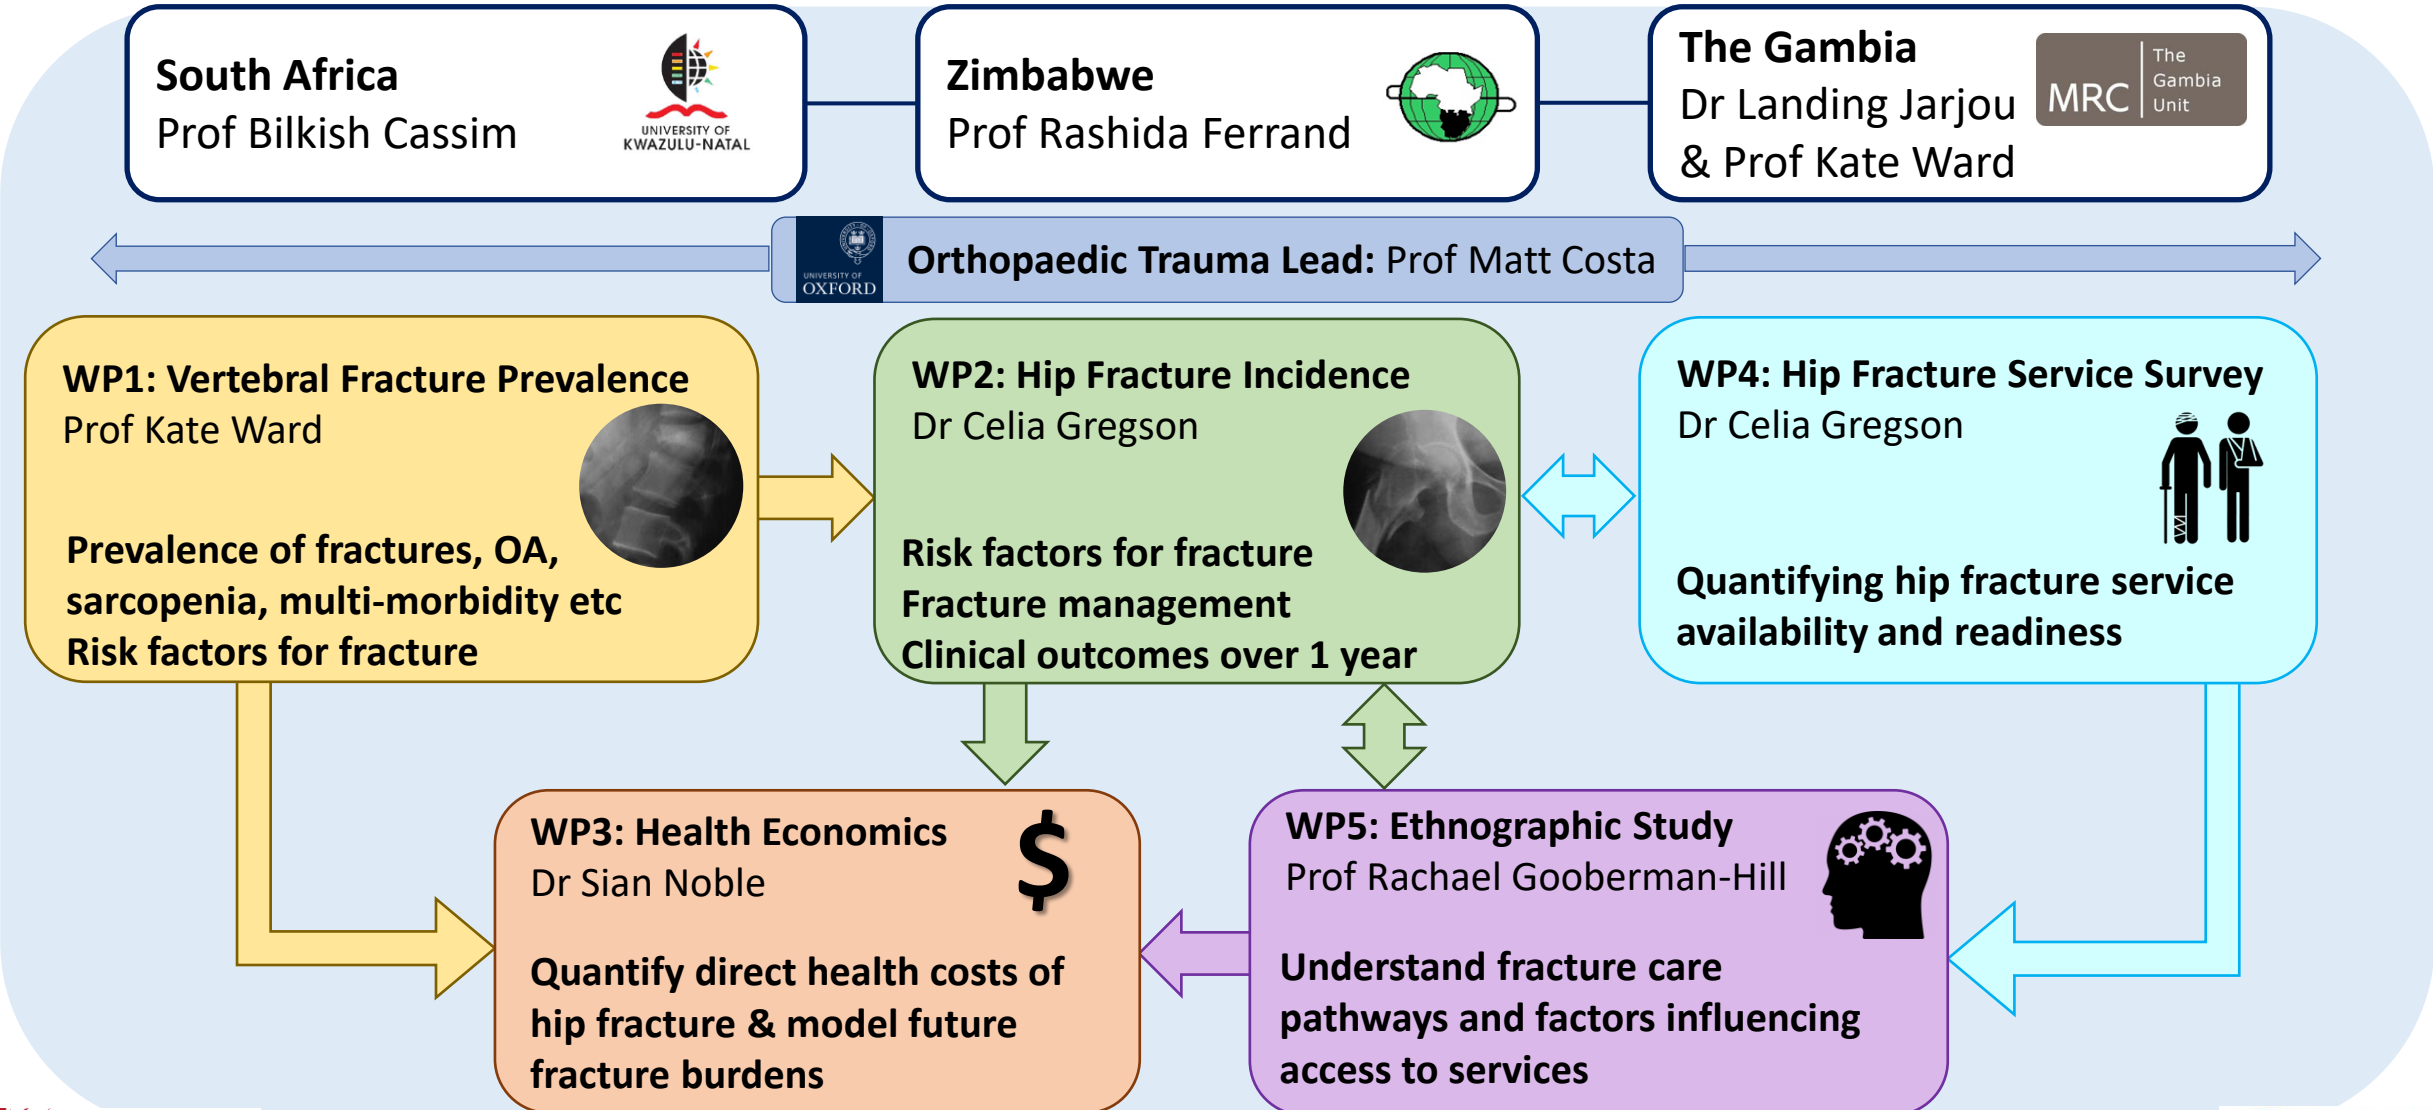 South Africa
Prof Bilkish Cassim
UNIVERSITY OF
KWAZULU-NATAL
Zimbabwe
Prof Rashida Ferrand
The Gambia
Dr Landing Jarjou
& Prof Kate Ward
MRC
The
Gambia
Unit
UNIVERSITY OF
OXFORD
Orthopaedic Trauma Lead: Prof Matt Costa
WP1: Vertebral Fracture Prevalence
Prof Kate Ward
Prevalence of fractures, OA,
sarcopenia, multi-morbidity etc
Risk factors for fracture
WP2: Hip Fracture Incidence
Dr Celia Gregson
Risk factors for fracture
Fracture management
Clinical outcomes over 1 year
WP4: Hip Fracture Service Survey
Dr Celia Gregson
Quantifying hip fracture service
availability and readiness
WP3: Health Economics
Dr Sian Noble
$
Quantify direct health costs of
hip fracture & model future
fracture burdens
WP5: Ethnographic Study
Prof Rachael Gooberman-Hill
Understand fracture care
pathways and factors influencing
access to services